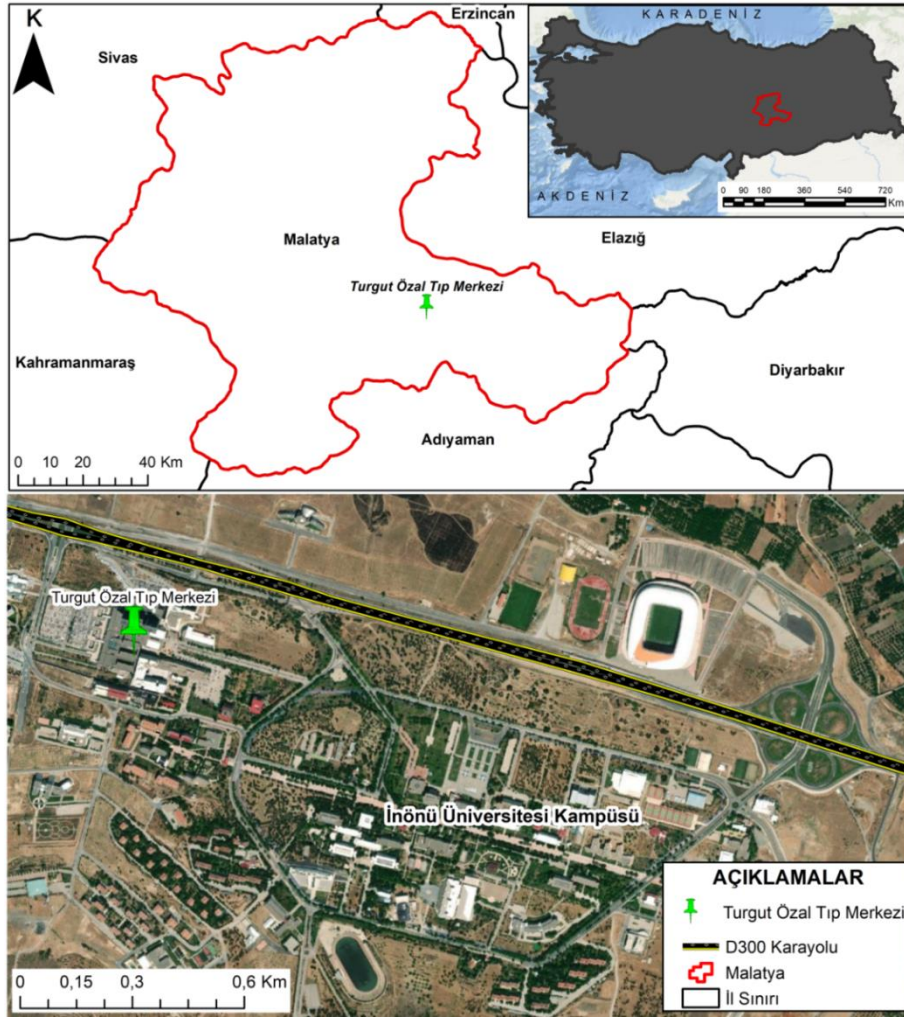 K
Sivas
Erzincan
Malatya
Elazığ
Turgut Özal Tıp Merkezi
Kahramanmaraş
Diyarbakır
Adıyaman
0 10 20 40 Km
KARADENİZ
AKDENİZ
0 90 180 360 540 720
Km
Turgut Özal Tıp Merkezi
İnönü Üniversitesi Kampüsü
0 0,15 0,3 0,6 Km
AÇIKLAMALAR
Turgut Özal Tıp Merkezi
D300 Karayolu
Malatya
İl Sınırı